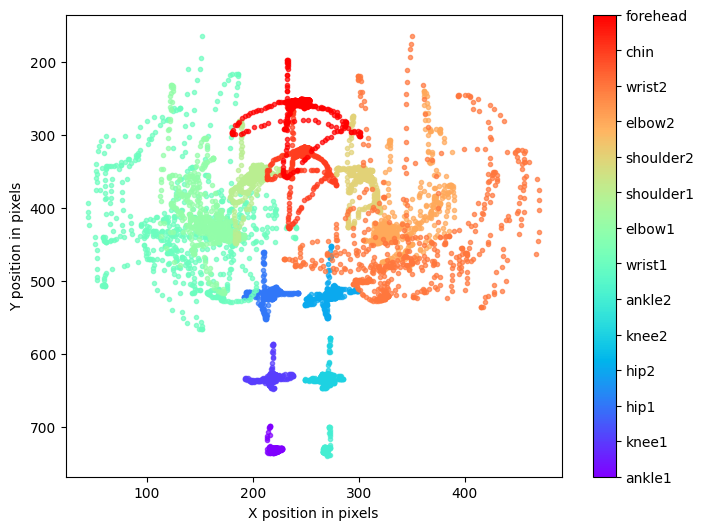 200
300
400
500
600
700
Y position in pixels
100
200
300
400
X position in pixels
forehead
chin
wrist2
elbow2
shoulder2
shoulder1
elbow1
wrist1
ankle2
knee2
hip2
hip1
knee1
ankle1